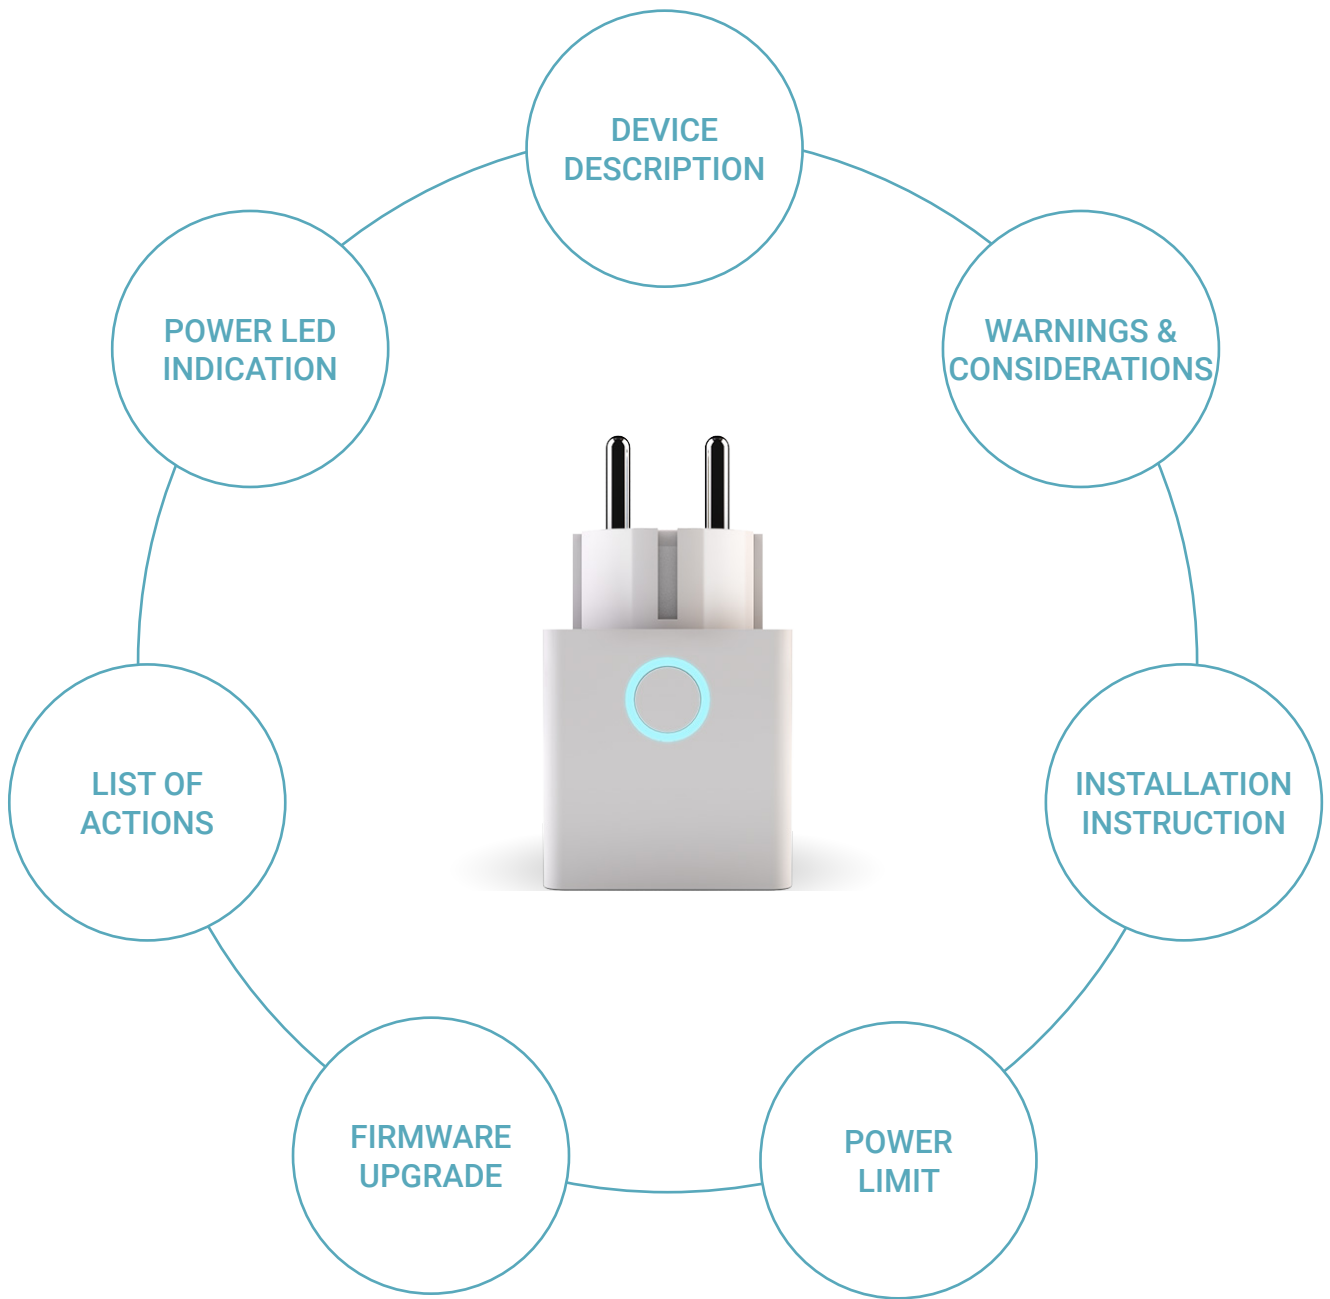 DEVICE
DESCRIPTION
POWER LED
INDICATION
WARNINGS &
CONSIDERATIONS
LIST OF
ACTIONS
INSTALLATION
INSTRUCTION
FIRMWARE
UPGRADE
POWER
LIMIT